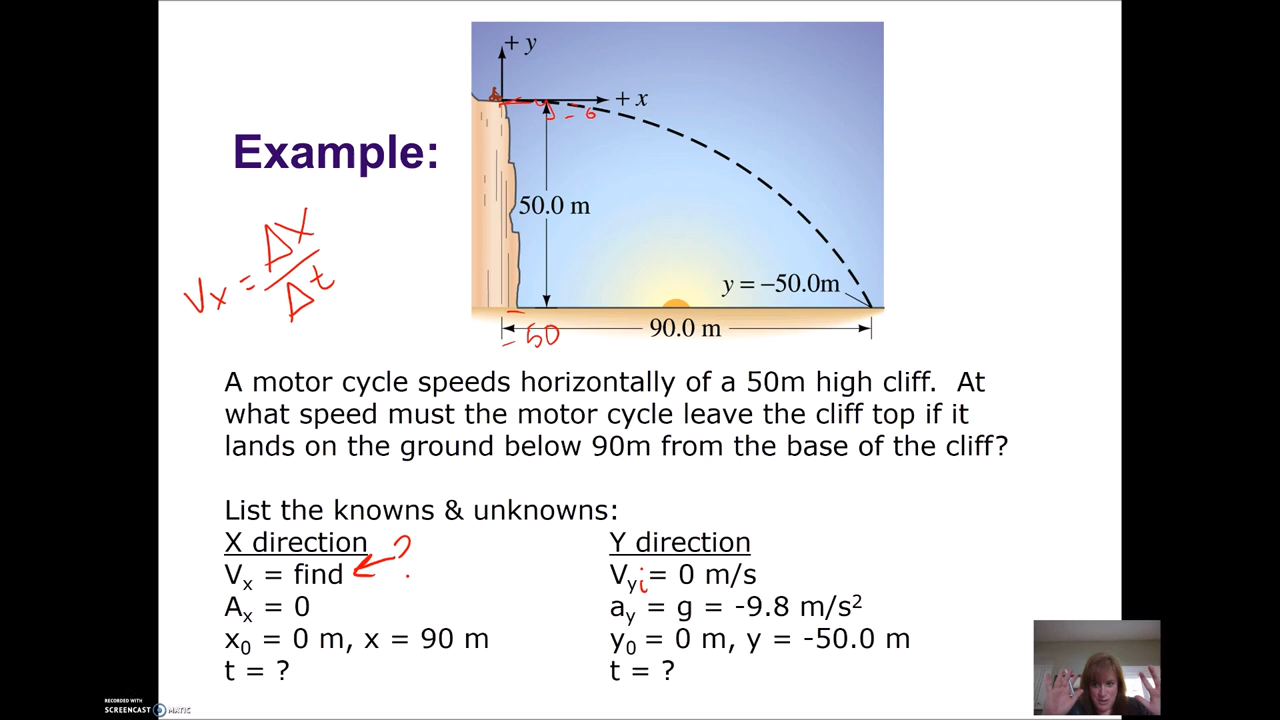 + y
+ x
y = 0
Example:
50.0 m
Vx = Δx / Δt
y = −50.0m
90.0 m
- 50
A motor cycle speeds horizontally of a 50m high cliff. At
what speed must the motor cycle leave the cliff top if it
lands on the ground below 90m from the base of the cliff?
List the knowns & unknowns:
X direction
?
Vx = find
Ax = 0
x0 = 0 m, x = 90 m
t = ?
Y direction
Vyi = 0 m/s
ay = g = -9.8 m/s²
y0 = 0 m, y = -50.0 m
t = ?
RECORDED WITH
SCREENCAST MATIC